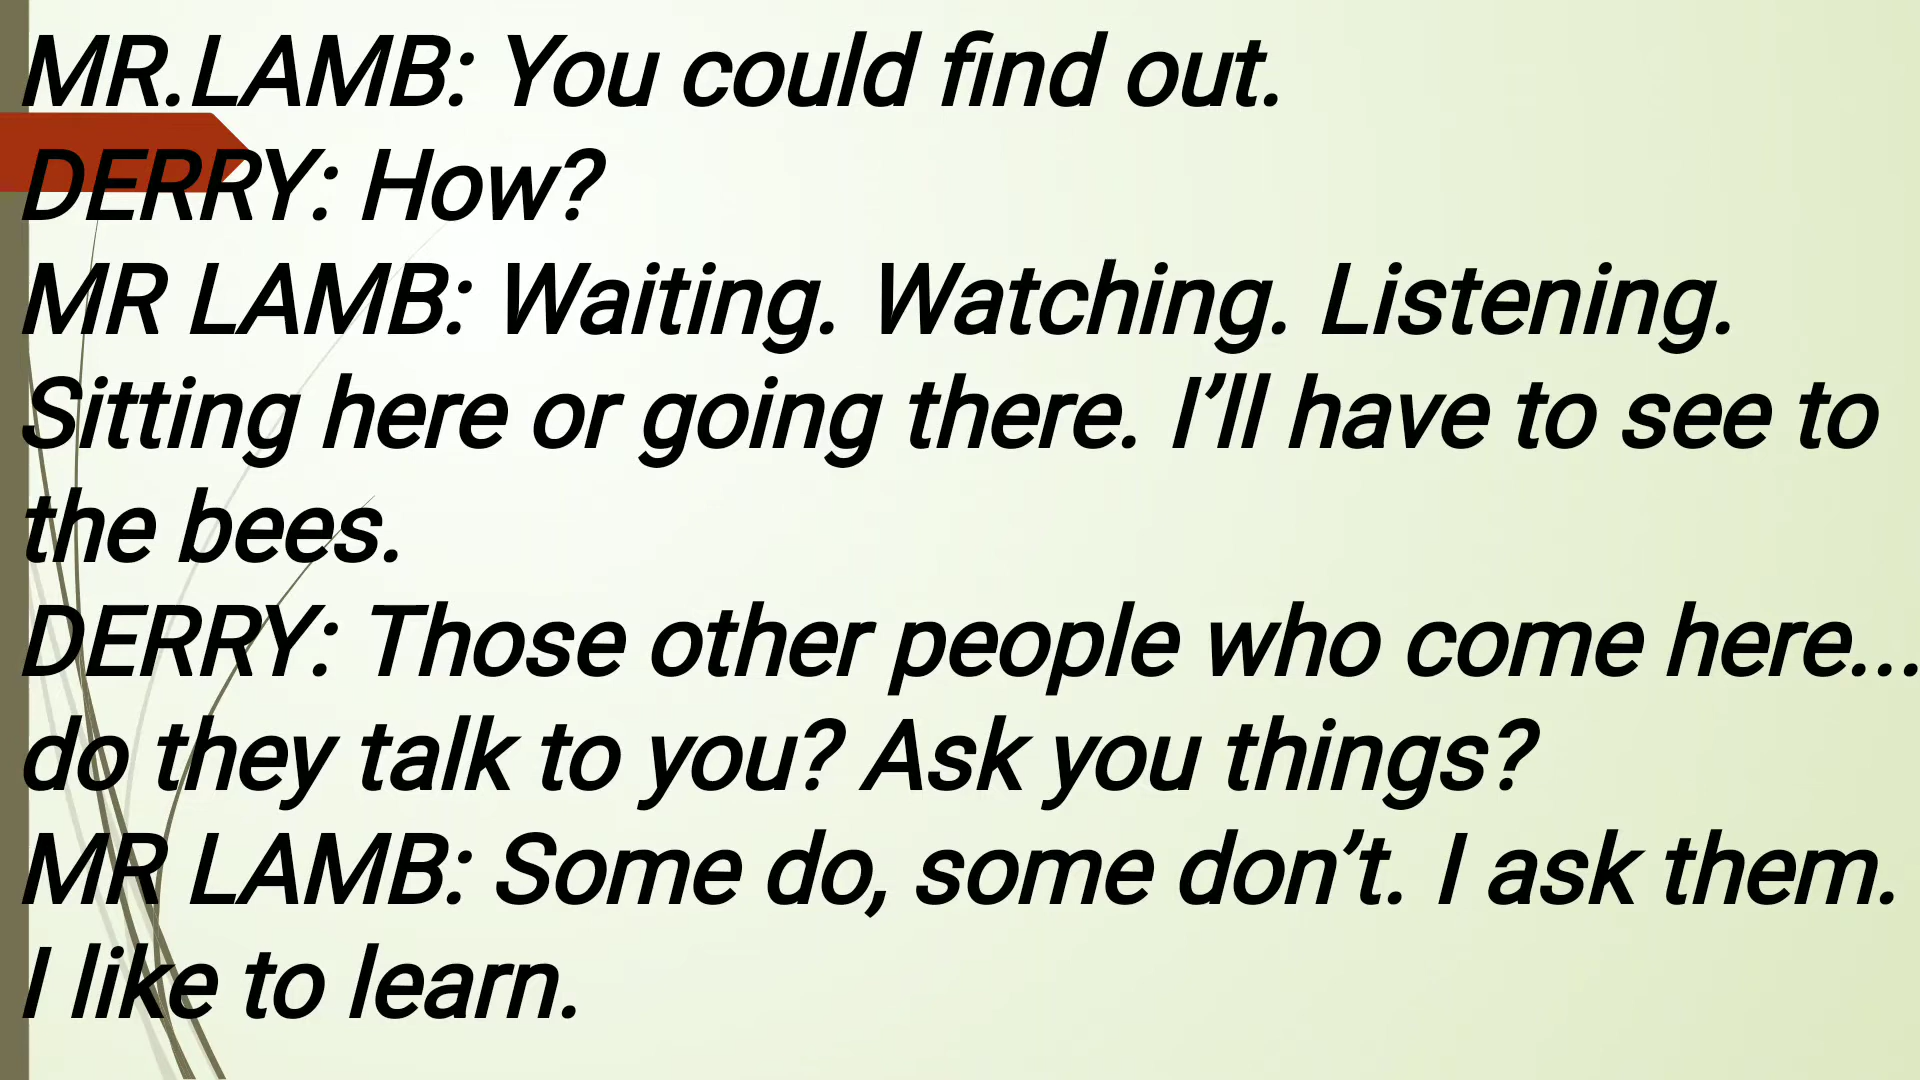 MR.LAMB: You could find out.
DERRY: How?
MR LAMB: Waiting. Watching. Listening.
Sitting here or going there. I’ll have to see to
the bees.
DERRY: Those other people who come here...
do they talk to you? Ask you things?
MR LAMB: Some do, some don’t. I ask them.
I like to learn.